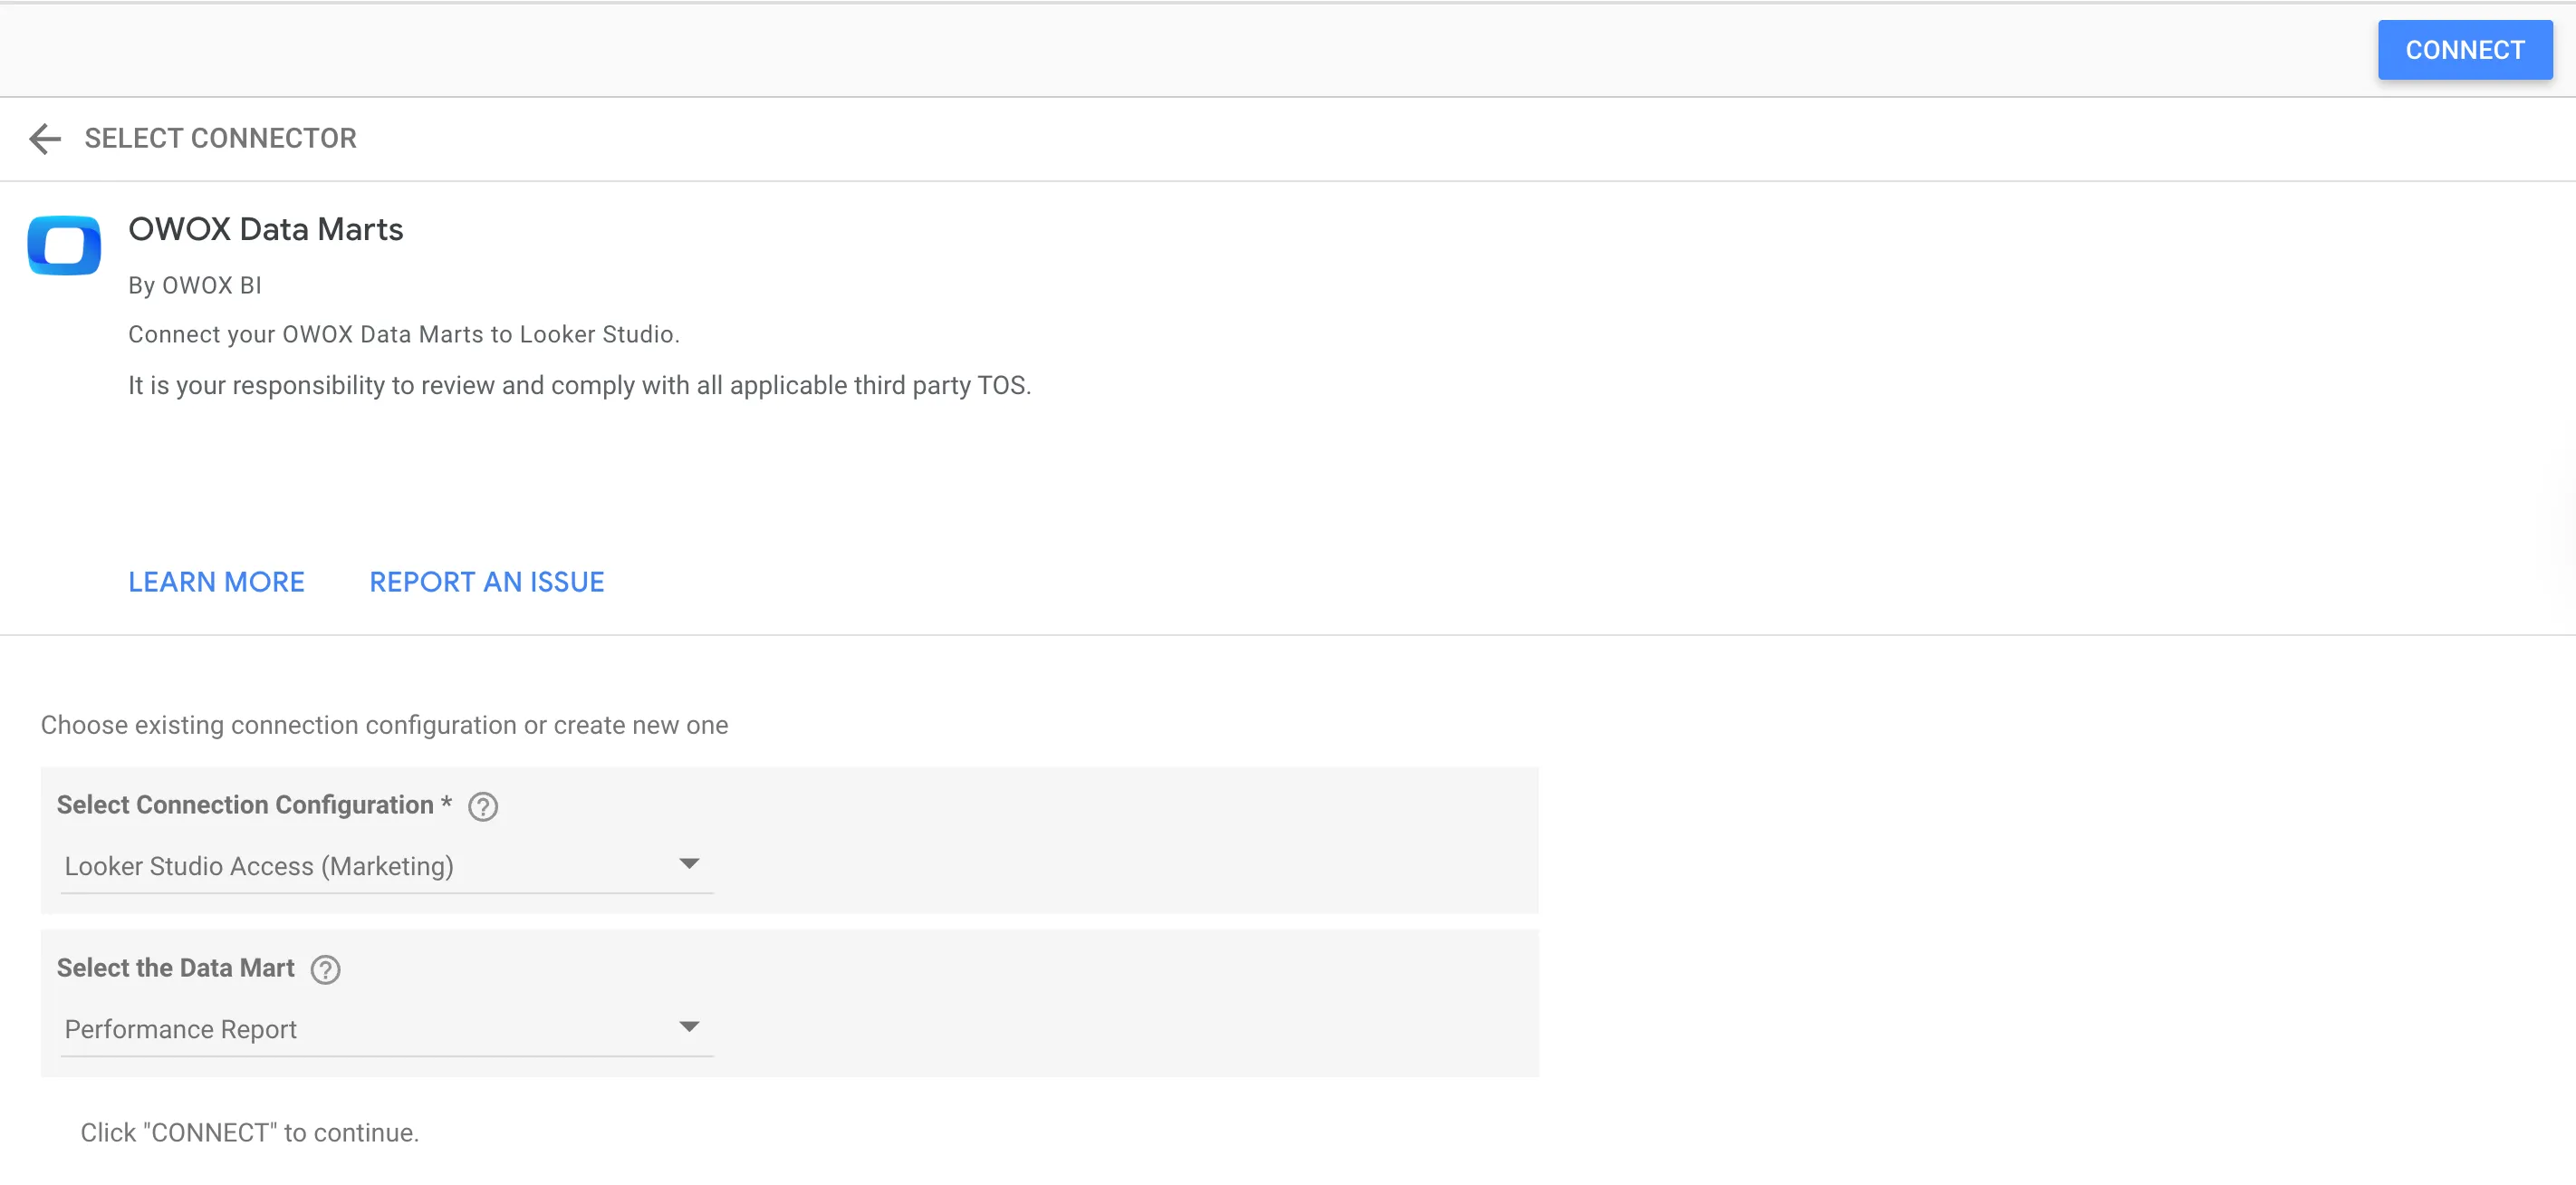 CONNECT
SELECT CONNECTOR
OWOX Data Marts
By OWOX BI
Connect your OWOX Data Marts to Looker Studio.
It is your responsibility to review and comply with all applicable third party TOS.
LEARN MORE REPORT AN ISSUE
Choose existing connection configuration or create new one
Select Connection Configuration *
Looker Studio Access (Marketing)
Select the Data Mart
Performance Report
Click "CONNECT" to continue.